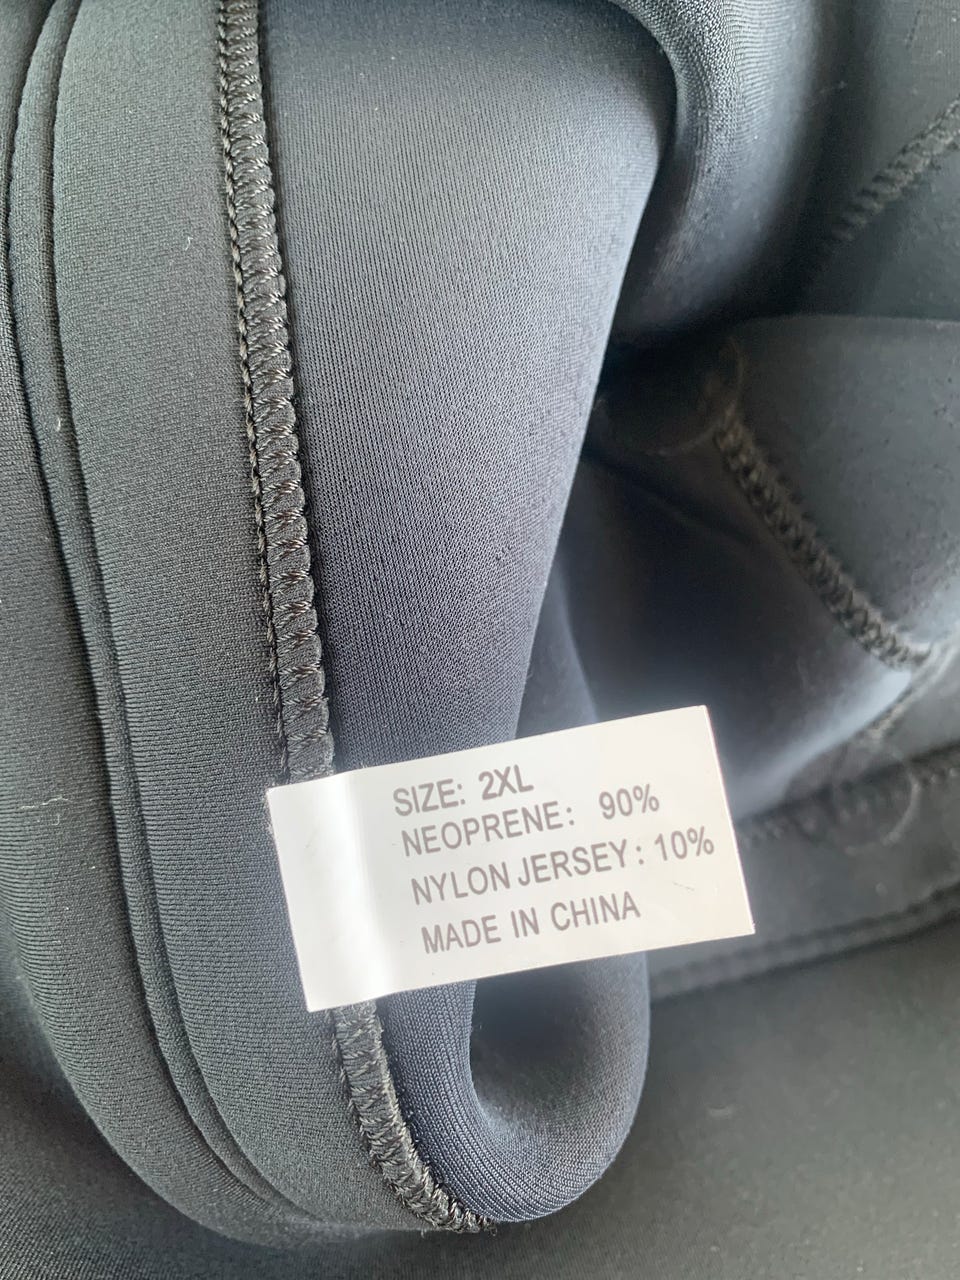 SIZE: 2XL
NEOPRENE: 90%
NYLON JERSEY: 10%
MADE IN CHINA